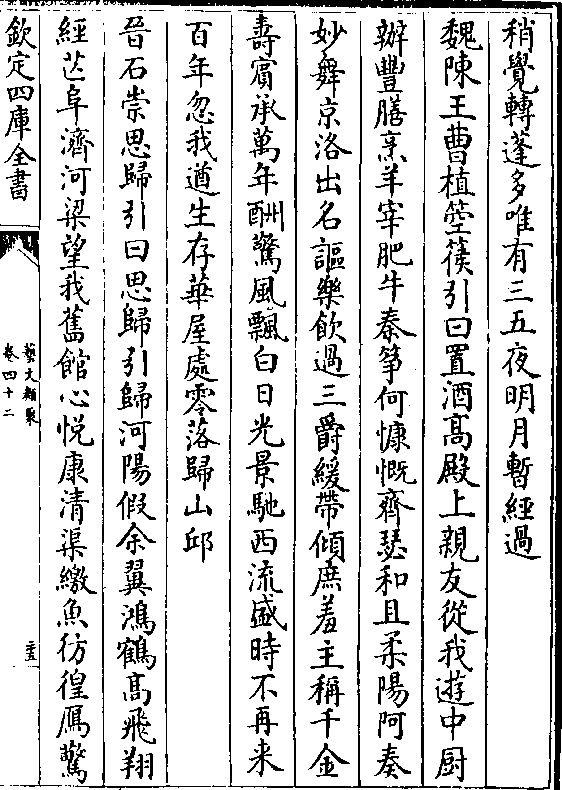 稍覺轉蓬多唯有三五夜明月暫經過
魏陳王曹植箜篌引曰置酒髙殿上親友從我遊中厨
辦豐膳烹羊宰肥牛秦筝何慷慨齊瑟和且柔陽阿奏
妙舞京洛出名謳樂飲過三爵緩帶傾庶羞主稱千金
壽賔承萬年酬驚風飄白日光景馳西流盛時不再来
百年忽我遒生存華屋處零落歸山邱
晉石崇思歸引曰思歸引歸河陽假余翼鴻鶴髙飛翔
經芒阜濟河梁望我舊館心悦康清渠繳魚彷徨鴈驚
欽定四庫全書
藝文類聚
卷四十二